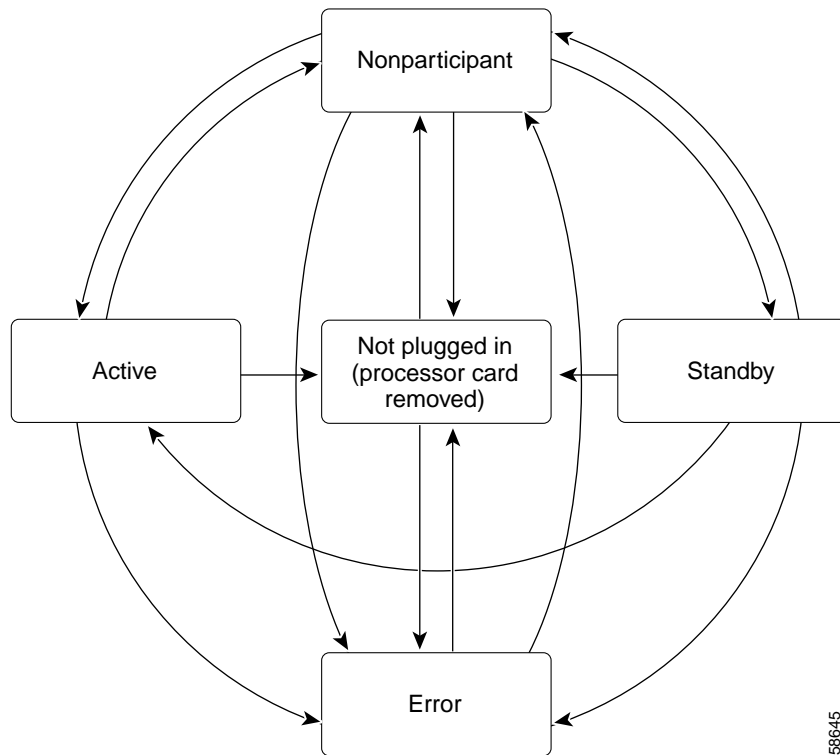 Nonparticipant
Active
Not plugged in
(processor card
removed)
Standby
Error
58645